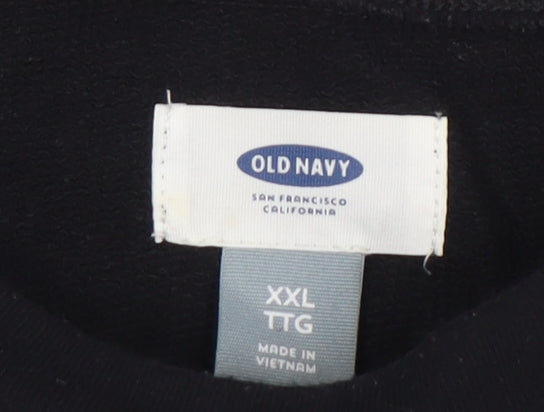 OLD NAVY
SAN FRANCISCO
CALIFORNIA
XXL
TTG
MADE IN
VIETNAM